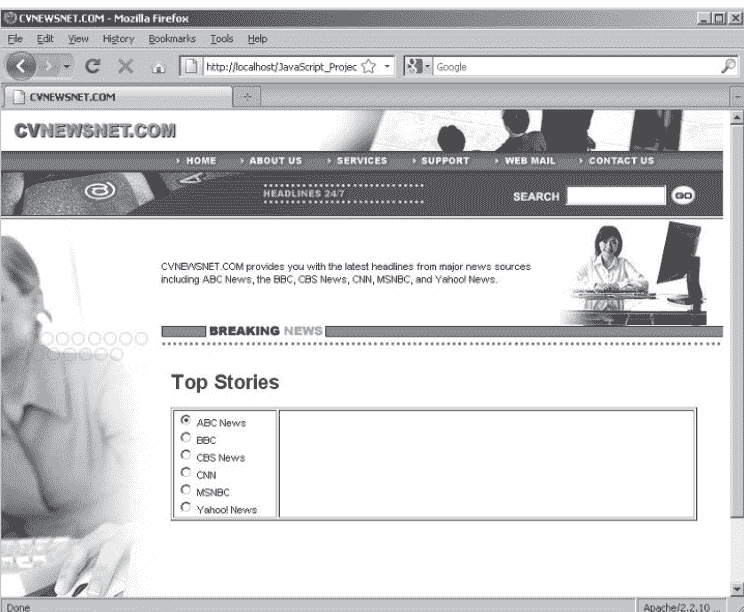 CVNEWSNET.COM - Mozilla Firefox
File Edit View History Bookmarks Tools Help
http://localhost/JavaScript_Projec Google
CVNEWSNET.COM
CVNEWSNET.COM
HOME ABOUT US SERVICES SUPPORT WEB MAIL CONTACT US
@
HEADLINES 24/7 SEARCH GO
CVNEWSNET.COM provides you with the latest headlines from major news sources
including ABC News, the BBC, CBS News, CNN, MSNBC, and Yahoo! News.
BREAKING NEWS
Top Stories
ABC News
BBC
CBS News
CNN
MSNBC
Yahoo! News
Done Apache/2.2.10 ...